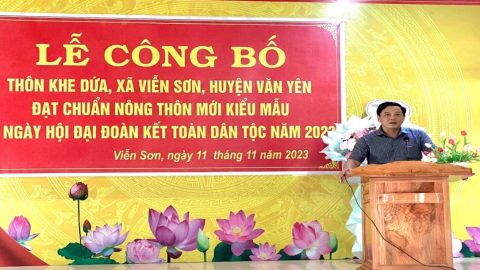 LỄ CÔNG BỐ
THÔN KHE DỨA, XÃ VIỄN SƠN, HUYỆN VĂN YÊN
ĐẠT CHUẨN NÔNG THÔN MỚI KIỂU MẪU
NGÀY HỘI ĐẠI ĐOÀN KẾT TOÀN DÂN TỘC NĂM 2023
Viễn Sơn, ngày 11 tháng 11 năm 2023